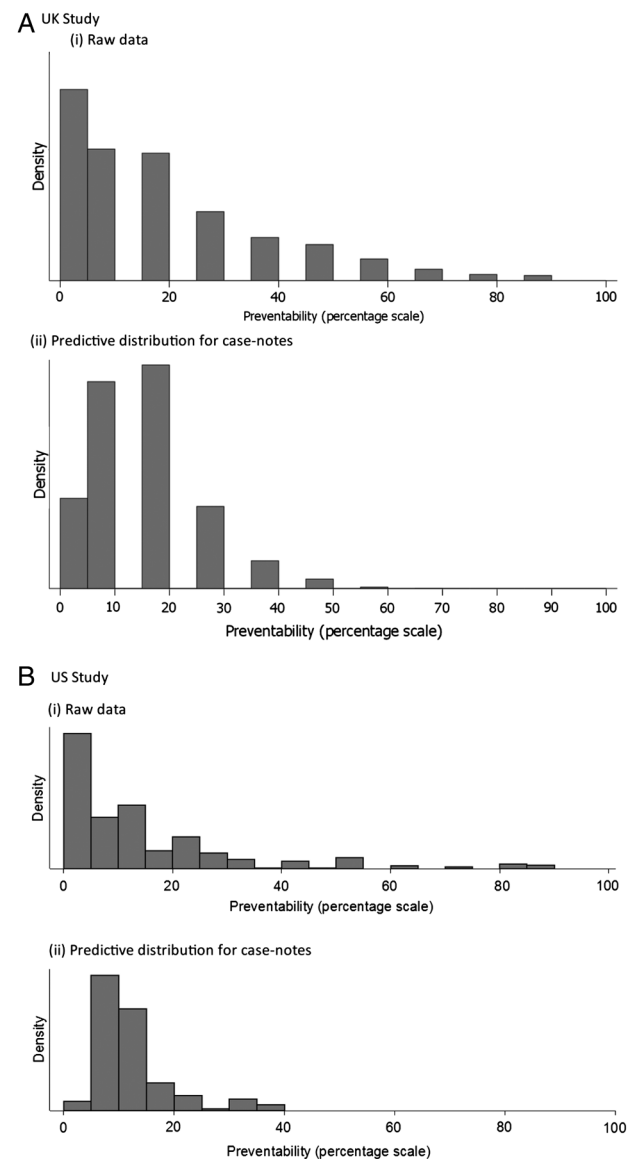 A UK Study
(i) Raw data
Density
0 20 40 60 80 100
Preventability (percentage scale)
(ii) Predictive distribution for case-notes
Density
0 10 20 30 40 50 60 70 80 90 100
Preventability (percentage scale)
B US Study
(i) Raw data
Density
0 20 40 60 80 100
Preventability (percentage scale)
(ii) Predictive distribution for case-notes
Density
0 20 40 60 80 100
Preventability (percentage scale)